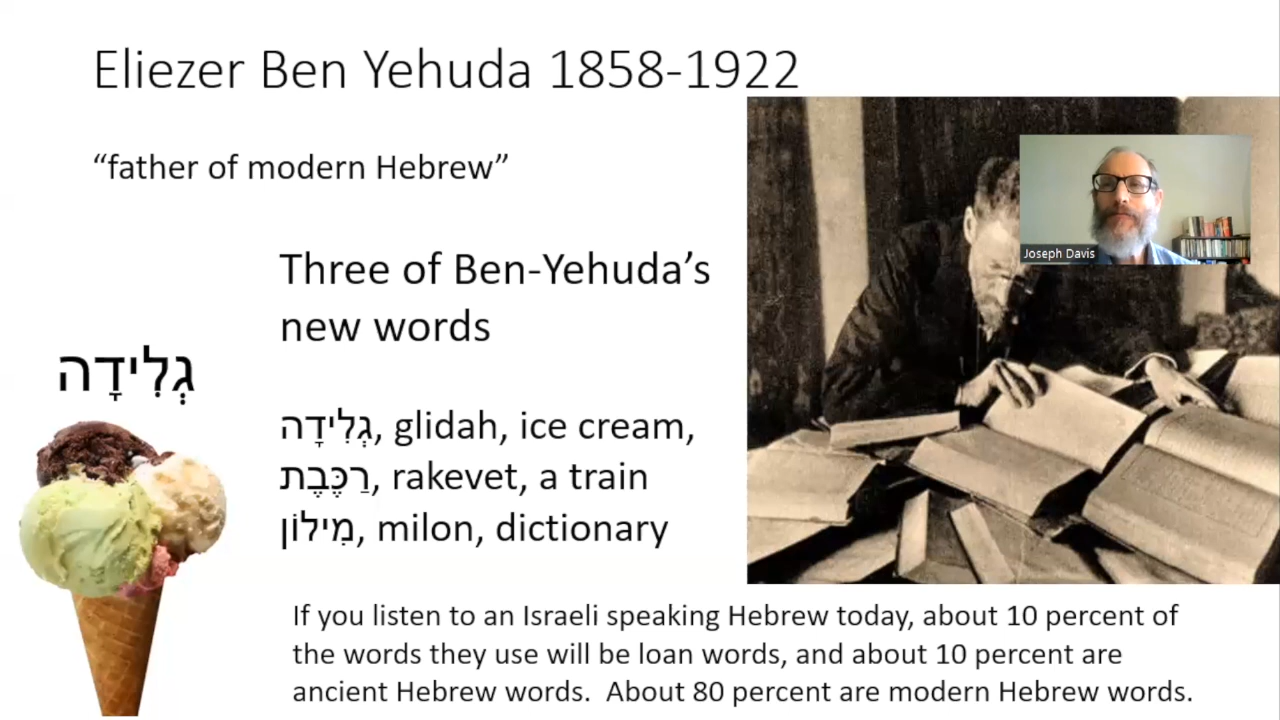 Eliezer Ben Yehuda 1858-1922
“father of modern Hebrew”
Joseph Davis
Three of Ben-Yehuda’s
new words
גְלִידָה
גְלִידָה, glidah, ice cream,
רַכֶּבֶת, rakevet, a train
מִילוֹן, milon, dictionary
If you listen to an Israeli speaking Hebrew today, about 10 percent of
the words they use will be loan words, and about 10 percent are
ancient Hebrew words.  About 80 percent are modern Hebrew words.